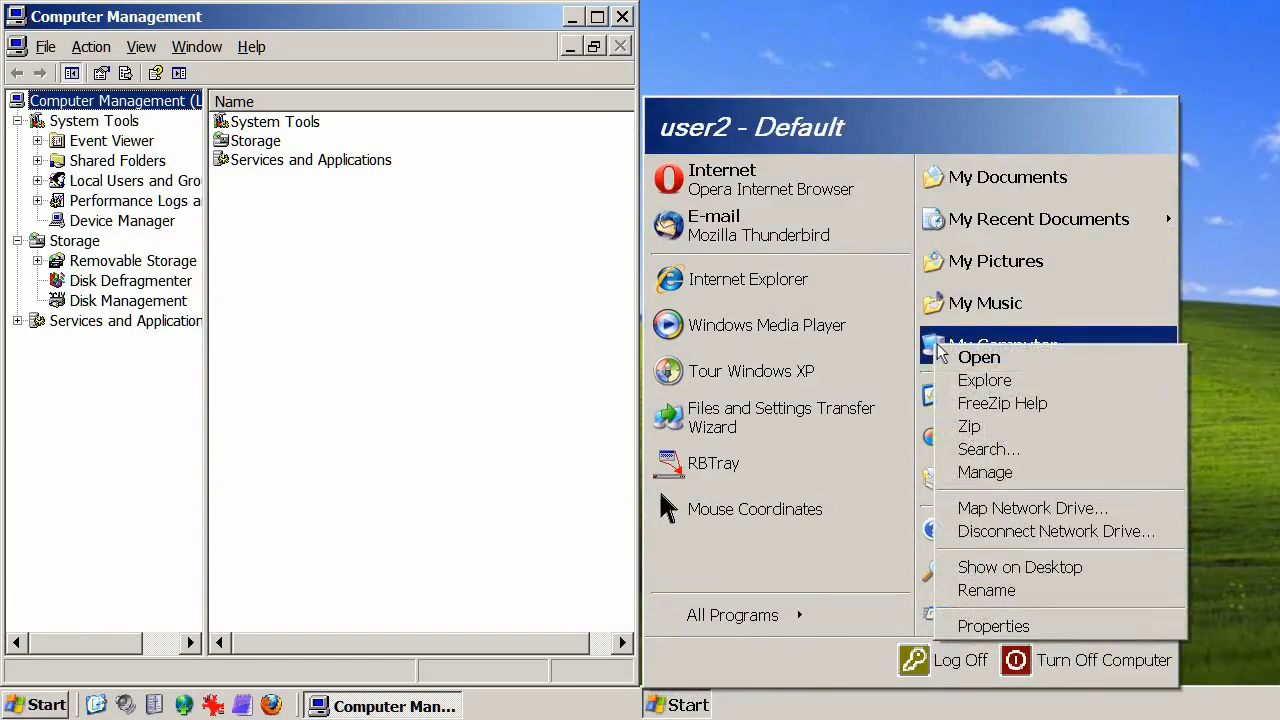 Computer Management
File Action View Window Help
Computer Management (L
System Tools
Event Viewer
Shared Folders
Local Users and Gro
Performance Logs a
Device Manager
Storage
Removable Storage
Disk Defragmenter
Disk Management
Services and Application
Name
System Tools
Storage
Services and Applications
Start
Computer Man...
user2 - Default
Internet
Opera Internet Browser
E-mail
Mozilla Thunderbird
Internet Explorer
Windows Media Player
Tour Windows XP
Files and Settings Transfer
Wizard
RBTray
Mouse Coordinates
All Programs
My Documents
My Recent Documents
My Pictures
My Music
My Computer
Open
Explore
FreeZip Help
Zip
Search...
Manage
Map Network Drive...
Disconnect Network Drive...
Show on Desktop
Rename
Properties
Log Off
Turn Off Computer
Start